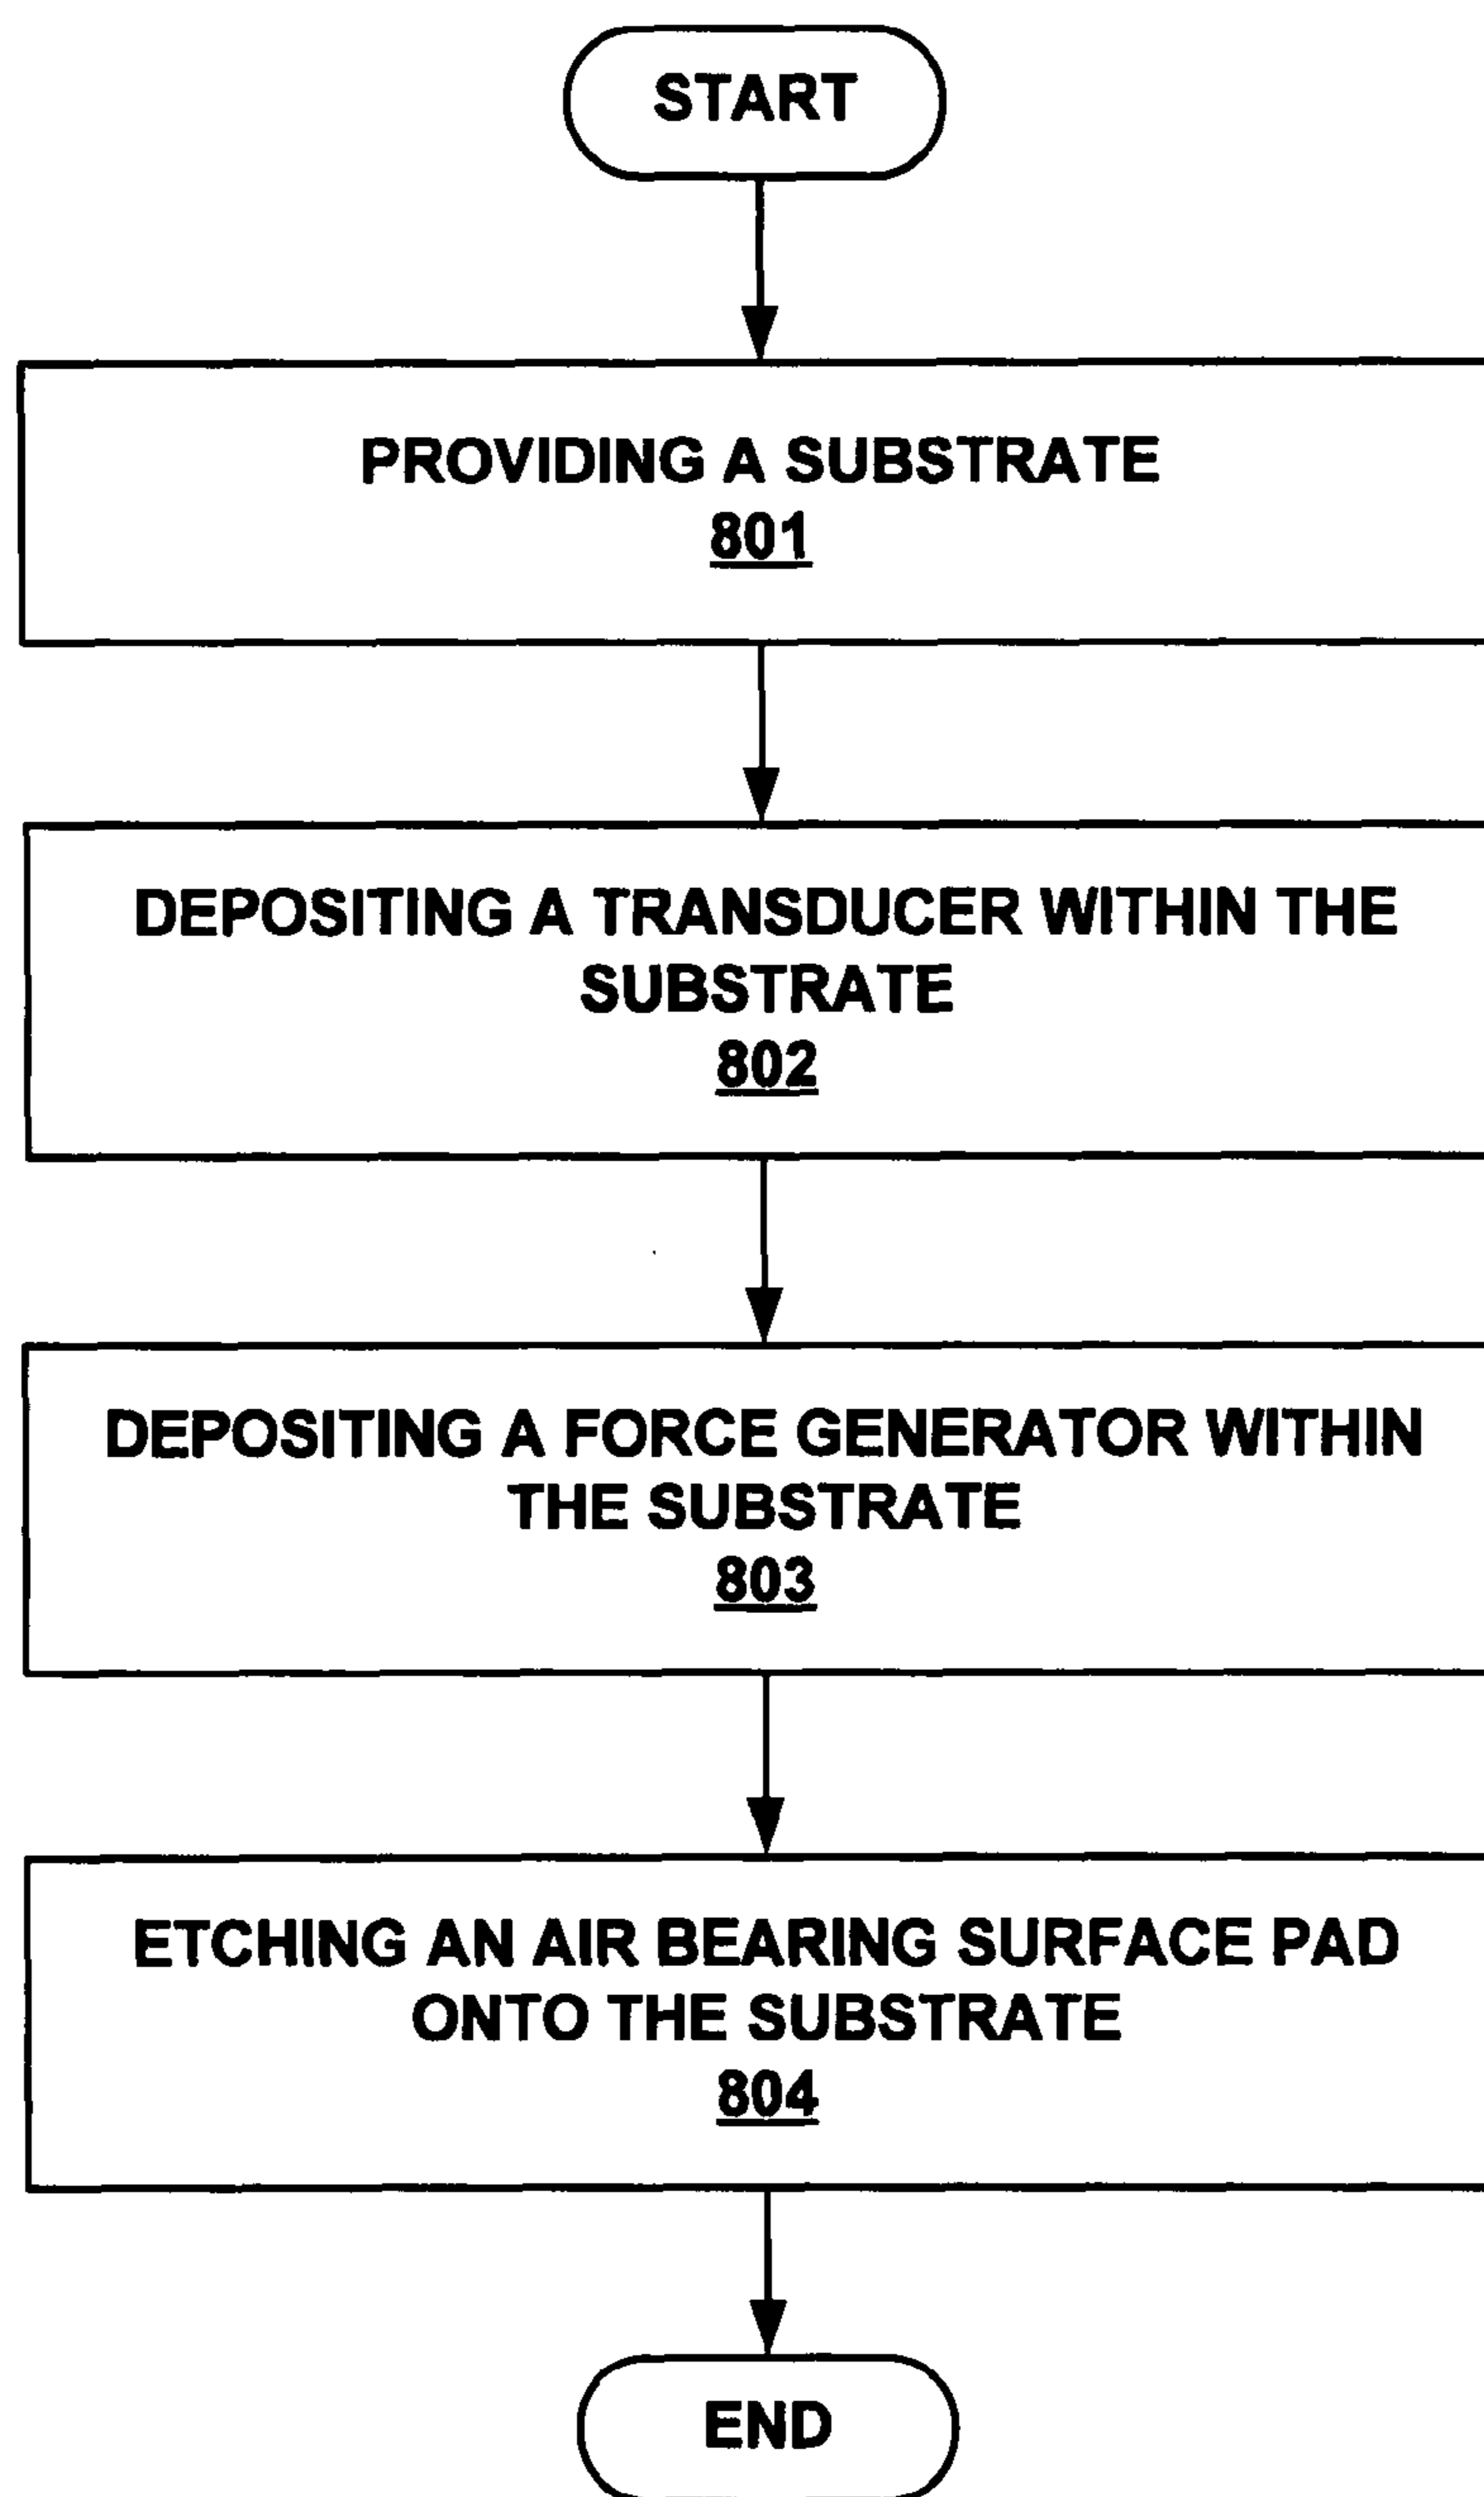 START
PROVIDING A SUBSTRATE
801
DEPOSITING A TRANSDUCER WITHIN THE
SUBSTRATE
802
DEPOSITING A FORCE GENERATOR WITHIN
THE SUBSTRATE
803
ETCHING AN AIR BEARING SURFACE PAD
ONTO THE SUBSTRATE
804
END